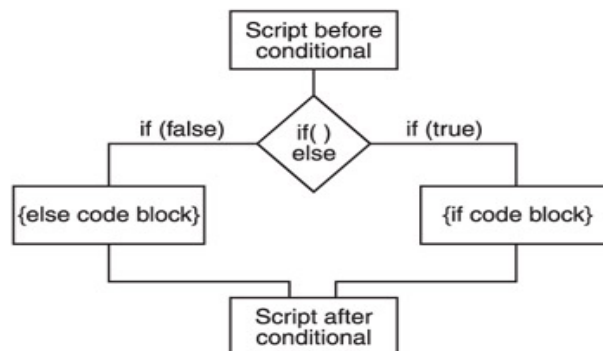 Script before
conditional
if (false)
if( )
else
if (true)
{else code block}
{if code block}
Script after
conditional